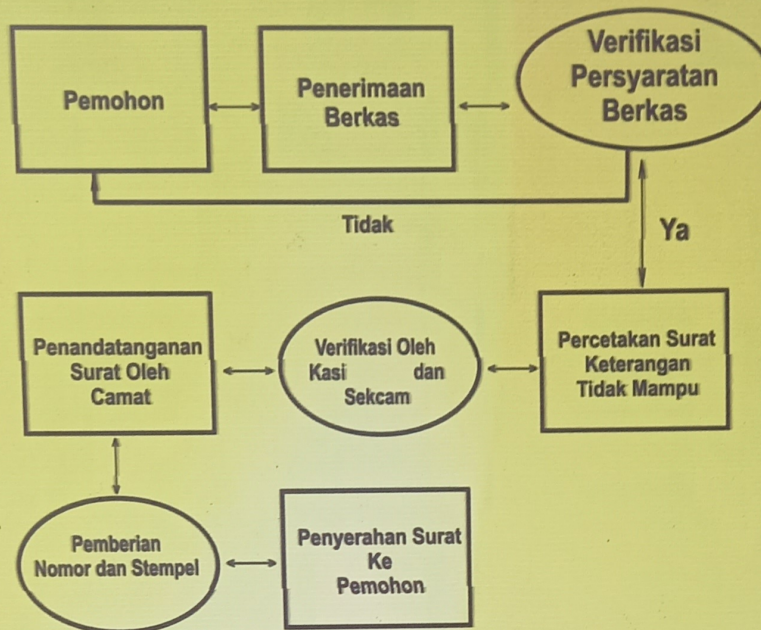 Pemohon
Penerimaan
Berkas
Verifikasi
Persyaratan
Berkas
Tidak
Ya
Penandatanganan
Surat Oleh
Camat
Verifikasi Oleh
Kasi dan
Sekcam
Percetakan Surat
Keterangan
Tidak Mampu
Pemberian
Nomor dan Stempel
Penyerahan Surat
Ke
Pemohon